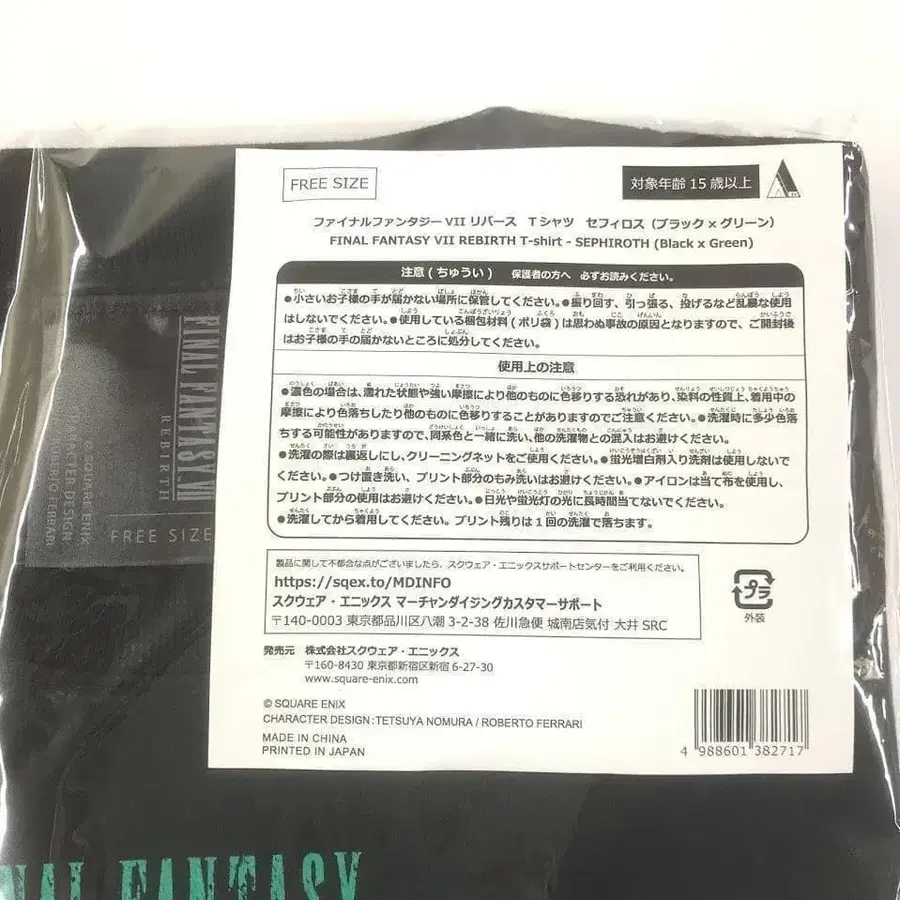 FREE SIZE
対象年齢 15 歳以上
ファイナルファンタジー VII リバース Tシャツ セフィロス（ブラック×グリーン）
FINAL FANTASY VII REBIRTH T-shirt - SEPHIROTH (Black x Green)
注意 ( ちゅうい ) 保護者の方へ 必ずお読みください。
●小さいお子様の手が届かない場所に保管してください。●振り回す、引っ張る、投げるなど乱暴な使用
はしないでください。●使用している梱包材料 ( ポリ袋 ) は思わぬ事故の原因となりますので、ご開封後
はお子様の手の届かないところに処分してください。
使用上の注意
●濃色の場合は、濡れた状態や強い摩擦により他のものに色移りする恐れがあり、染料の性質上、着用中の
摩擦により色落ちしたり他のものに色移りすることがありますのでご注意ください。●洗濯時に多少色落
ちする可能性がありますので、同系色と一緒に洗い、他の洗濯物との混入はお避けください。
●洗濯の際は裏返しにし、クリーニングネットをご使用ください。●蛍光増白剤入り洗剤は使用しないで
ください。●つけ置き洗い、プリント部分のもみ洗いはお避けください。●アイロンは当て布を使用し、
プリント部分の使用はお避けください。●日光や蛍光灯の光に長時間当てないでください。
●洗濯してから着用してください。プリント残りは1回の洗濯で落ちます。
製品に関して不都合な点がございましたら、スクウェア・エニックスサポートセンターをご利用ください。
https://sqex.to/MDINFO
スクウェア・エニックス マーチャンダイジングカスタマーサポート
〒140-0003 東京都品川区八潮 3-2-38 佐川急便 城南店気付 大井 SRC
プラ
外装
発売元 株式会社スクウェア・エニックス
〒160-8430 東京都新宿区新宿 6-27-30
www.square-enix.com
© SQUARE ENIX
CHARACTER DESIGN : TETSUYA NOMURA / ROBERTO FERRARI
MADE IN CHINA
PRINTED IN JAPAN
4 988601 382717
FINAL FANTASY VII
REBIRTH
© SQUARE ENIX
CHARACTER DESIGN
ROBERTO FERRARI
FREE SIZE
FINAL FANTASY